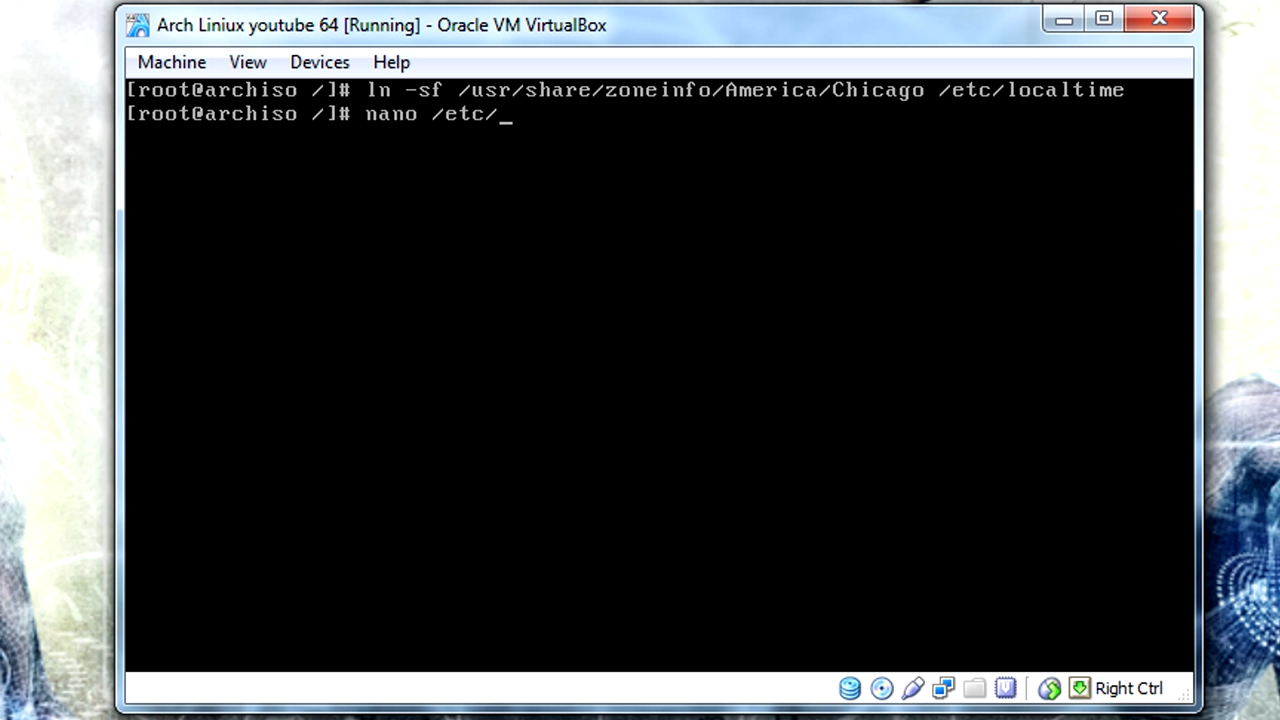 Arch Liniux youtube 64 [Running] - Oracle VM VirtualBox
Machine View Devices Help
[root@archiso /]# ln -sf /usr/share/zoneinfo/America/Chicago /etc/localtime
[root@archiso /]# nano /etc/_
Right Ctrl